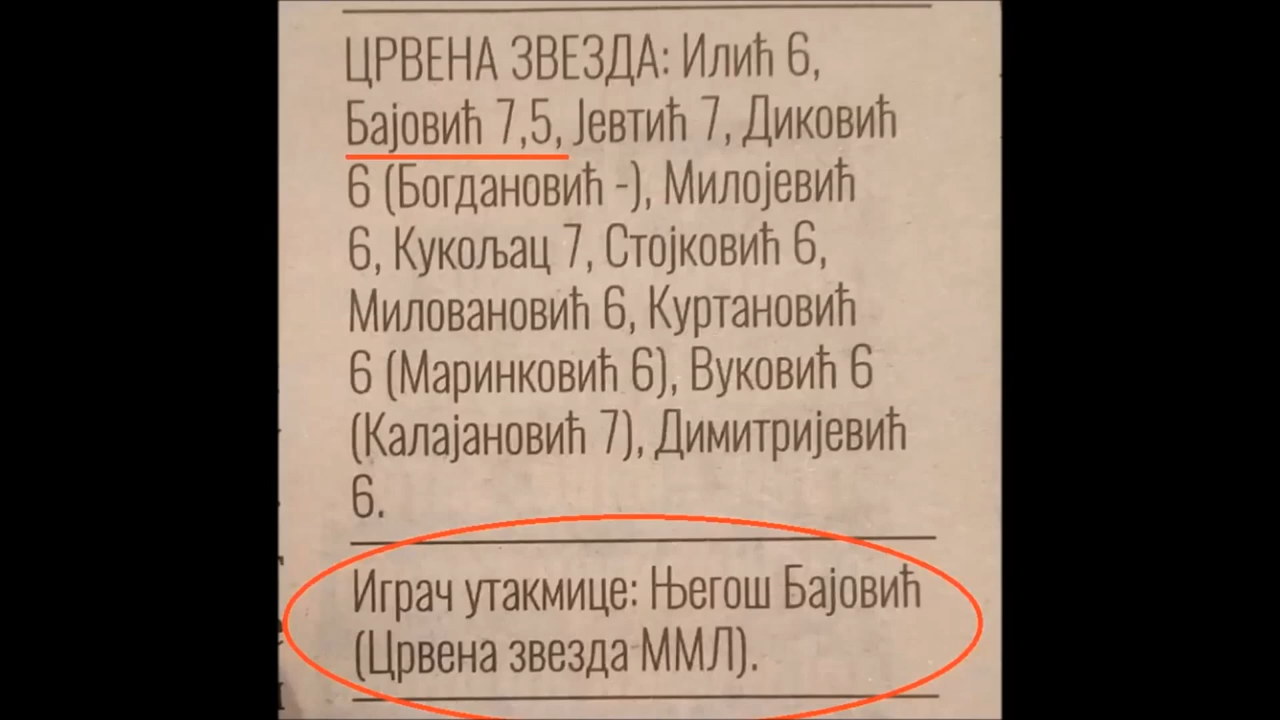 ЦРВЕНА ЗВЕЗДА: Илић 6,
Бајовић 7,5, Јевтић 7, Диковић
6 (Богдановић -), Милојевић
6, Кукољац 7, Стојковић 6,
Миловановић 6, Куртановић
6 (Маринковић 6), Вуковић 6
(Калајановић 7), Димитријевић
6.
Играч утакмице: Његош Бајовић
(Црвена звезда ММЛ).